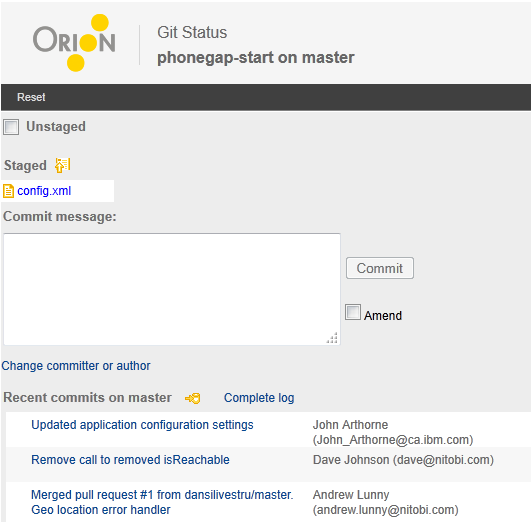 ORION
Git Status
phonegap-start on master
Reset
Unstaged
Staged
config.xml
Commit message:
Commit
Amend
Change committer or author
Recent commits on master Complete log
Updated application configuration settings John Arthorne
(John_Arthorne@ca.ibm.com)
Remove call to removed isReachable Dave Johnson (dave@nitobi.com)
Merged pull request #1 from dansilivestru/master. Andrew Lunny
Geo location error handler (andrew.lunny@nitobi.com)